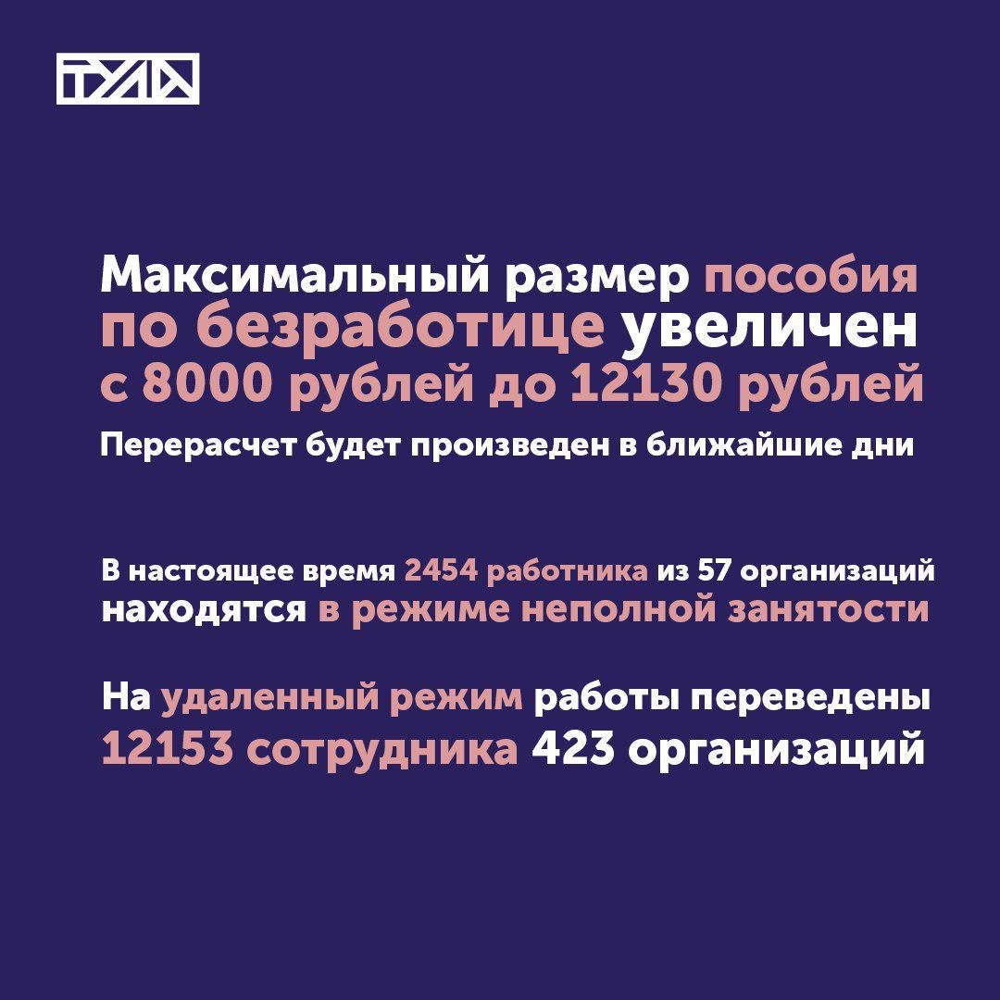 ТУЛА
Максимальный размер пособия
по безработице увеличен
с 8000 рублей до 12130 рублей
Перерасчет будет произведен в ближайшие дни
В настоящее время 2454 работника из 57 организаций
находятся в режиме неполной занятости
На удаленный режим работы переведены
12153 сотрудника 423 организаций